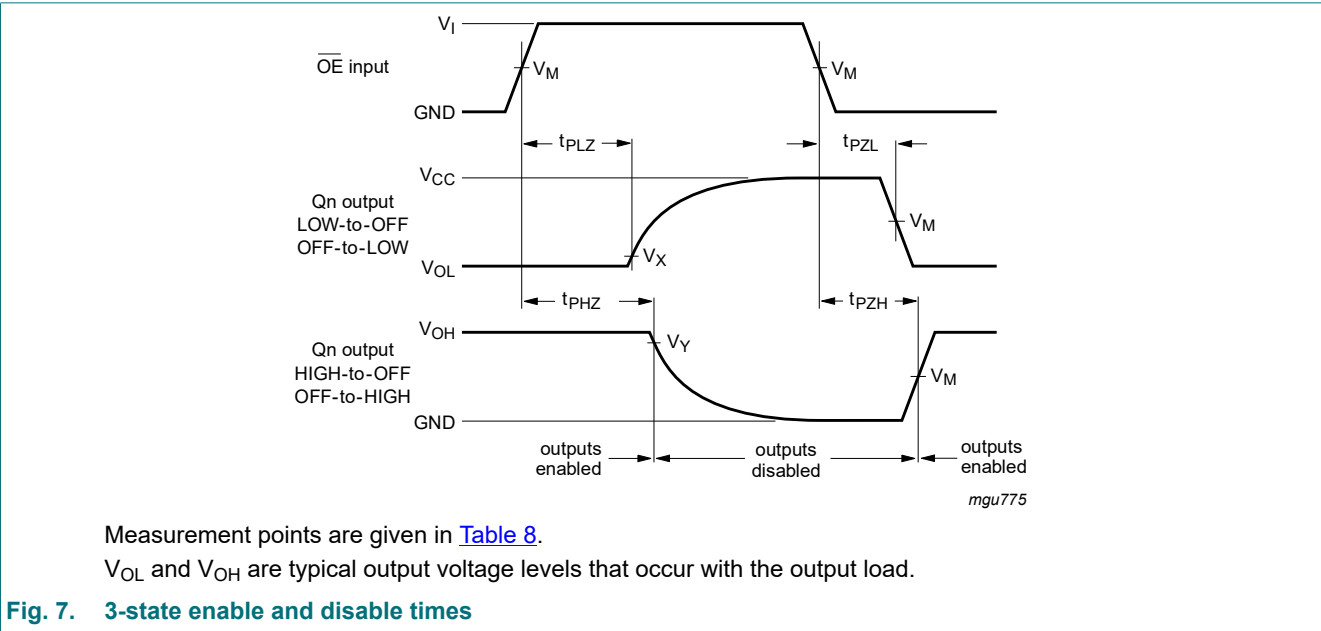 V_I
OE input
V_M
V_M
GND
t_PLZ
t_PZL
V_CC
Qn output
LOW-to-OFF
OFF-to-LOW
V_M
V_X
V_OL
t_PHZ
t_PZH
V_OH
Qn output
HIGH-to-OFF
OFF-to-HIGH
V_Y
V_M
GND
outputs
enabled
outputs
disabled
outputs
enabled
mgu775
Measurement points are given in Table 8.
V_OL and V_OH are typical output voltage levels that occur with the output load.
Fig. 7. 3-state enable and disable times